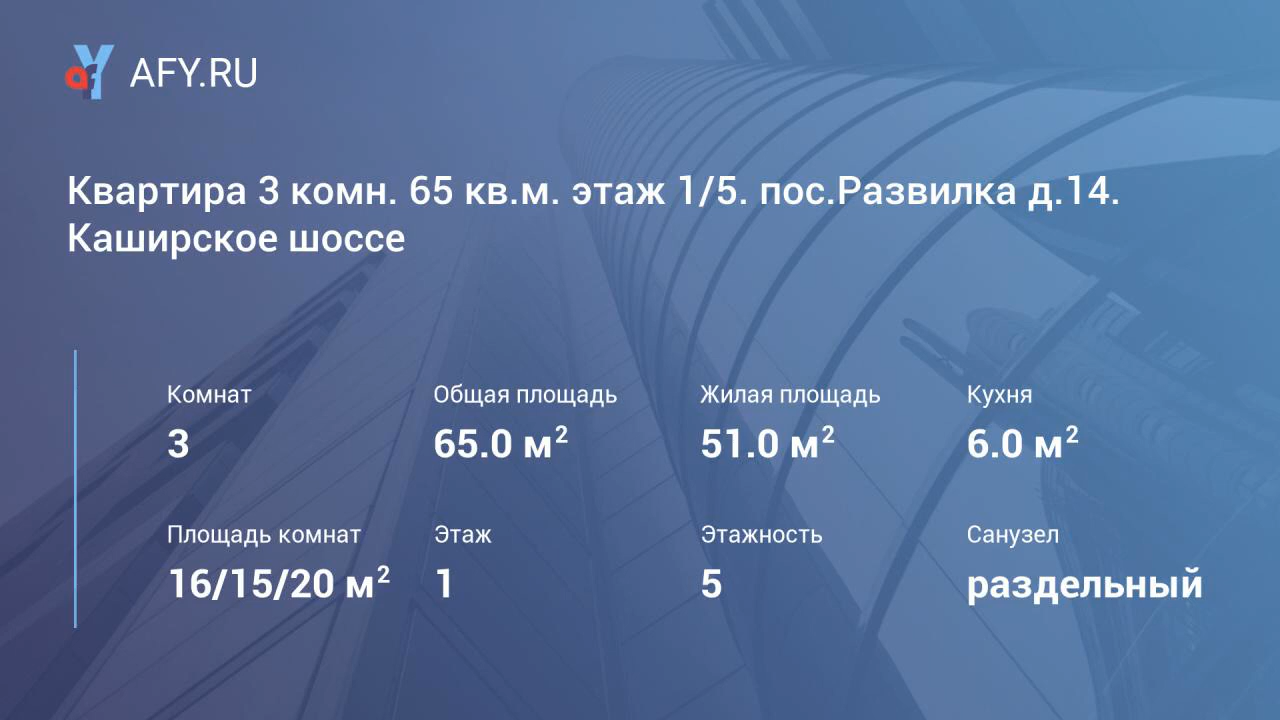 AFY.RU
Квартира 3 комн. 65 кв.м. этаж 1/5. пос.Развилка д.14.
Каширское шоссе
Комнат
3
Общая площадь
65.0 м²
Жилая площадь
51.0 м²
Кухня
6.0 м²
Площадь комнат
16/15/20 м²
Этаж
1
Этажность
5
Санузел
раздельный